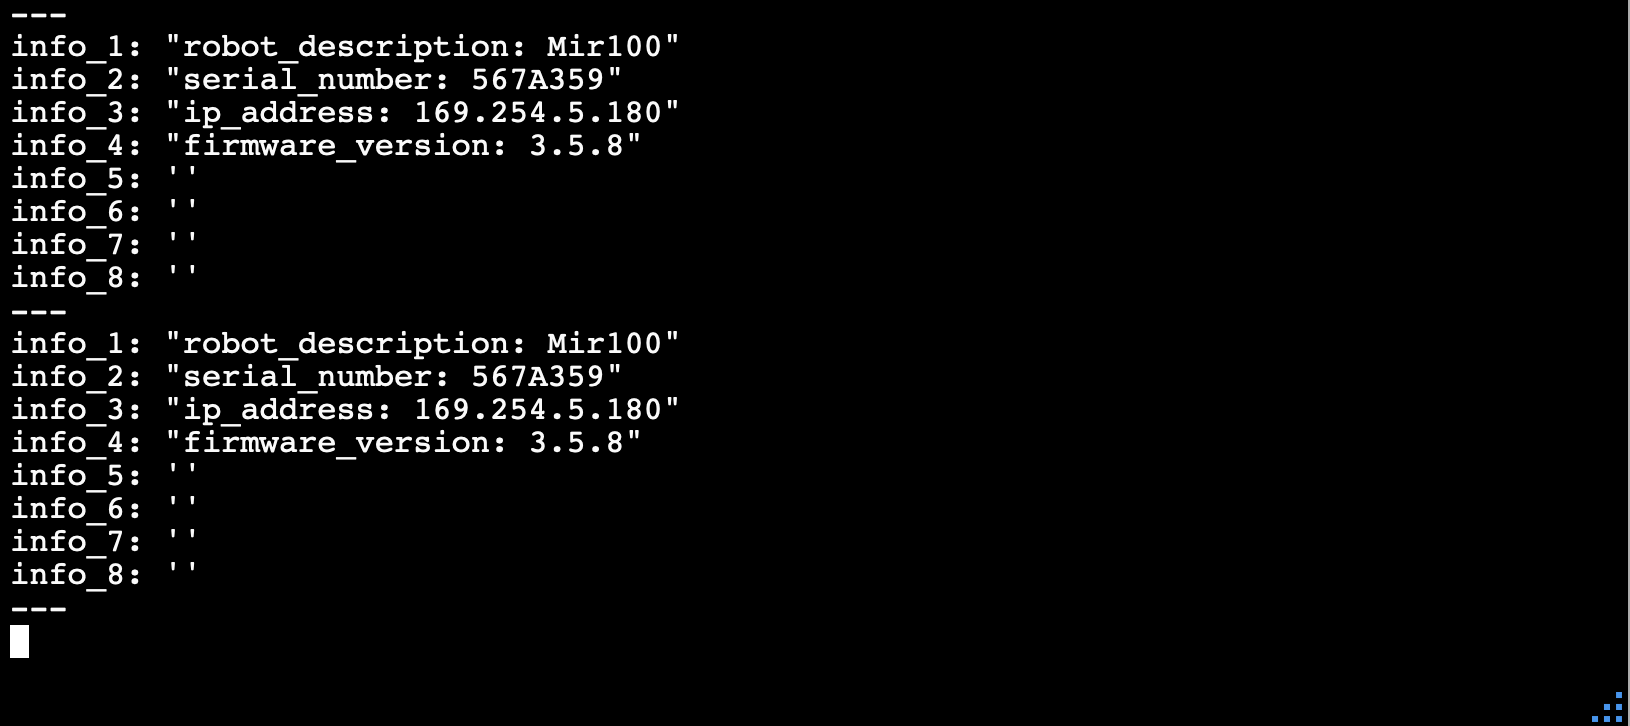 ---
info_1: "robot_description: Mir100"
info_2: "serial_number: 567A359"
info_3: "ip_address: 169.254.5.180"
info_4: "firmware_version: 3.5.8"
info_5: ''
info_6: ''
info_7: ''
info_8: ''
---
info_1: "robot_description: Mir100"
info_2: "serial_number: 567A359"
info_3: "ip_address: 169.254.5.180"
info_4: "firmware_version: 3.5.8"
info_5: ''
info_6: ''
info_7: ''
info_8: ''
---